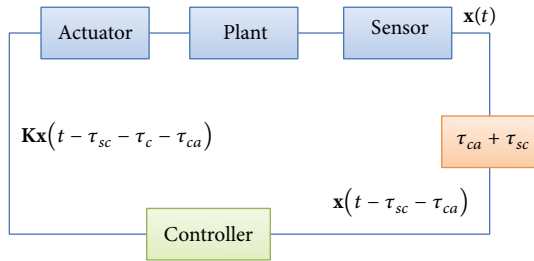 Actuator
Plant
Sensor
𝐱(t)
𝐊𝐱(t − τ_sc − τ_c − τ_ca)
τ_ca + τ_sc
𝐱(t − τ_sc − τ_ca)
Controller